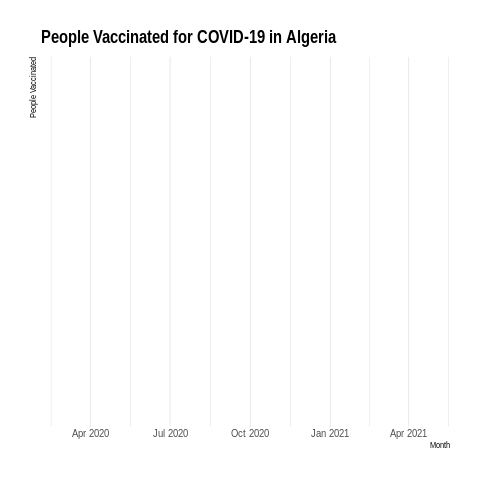 People Vaccinated for COVID-19 in Algeria
People Vaccinated
Apr 2020
Jul 2020
Oct 2020
Jan 2021
Apr 2021
Month